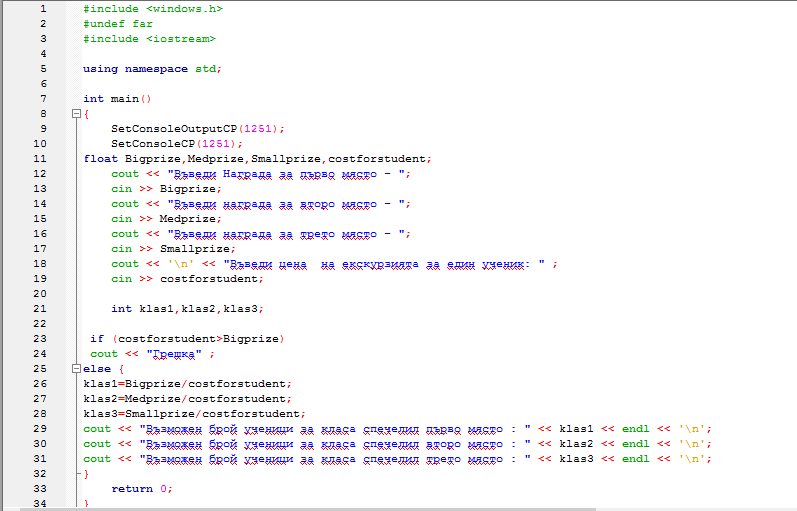 1 #include <windows.h>
2 #undef far
3 #include <iostream>
4
5 using namespace std;
6
7 int main()
8 {
9 SetConsoleOutputCP(1251);
10 SetConsoleCP(1251);
11 float Bigprize,Medprize,Smallprize,costforstudent;
12 cout << "Въведи Награда за първо място - ";
13 cin >> Bigprize;
14 cout << "Въведи награда за второ място - ";
15 cin >> Medprize;
16 cout << "Въведи награда за трето място - ";
17 cin >> Smallprize;
18 cout << '\n' << "Въведи цена  на екскурзията за един ученик: " ;
19 cin >> costforstudent;
20
21 int klas1,klas2,klas3;
22
23 if (costforstudent>Bigprize)
24 cout << "Грешка" ;
25 else {
26 klas1=Bigprize/costforstudent;
27 klas2=Medprize/costforstudent;
28 klas3=Smallprize/costforstudent;
29 cout << "Възможен брой ученици за класа спечелил първо място : " << klas1 << endl << '\n';
30 cout << "Възможен брой ученици за класа спечелил второ място : " << klas2 << endl << '\n';
31 cout << "Възможен брой ученици за класа спечелил трето място : " << klas3 << endl << '\n';
32 }
33 return 0;
34 }